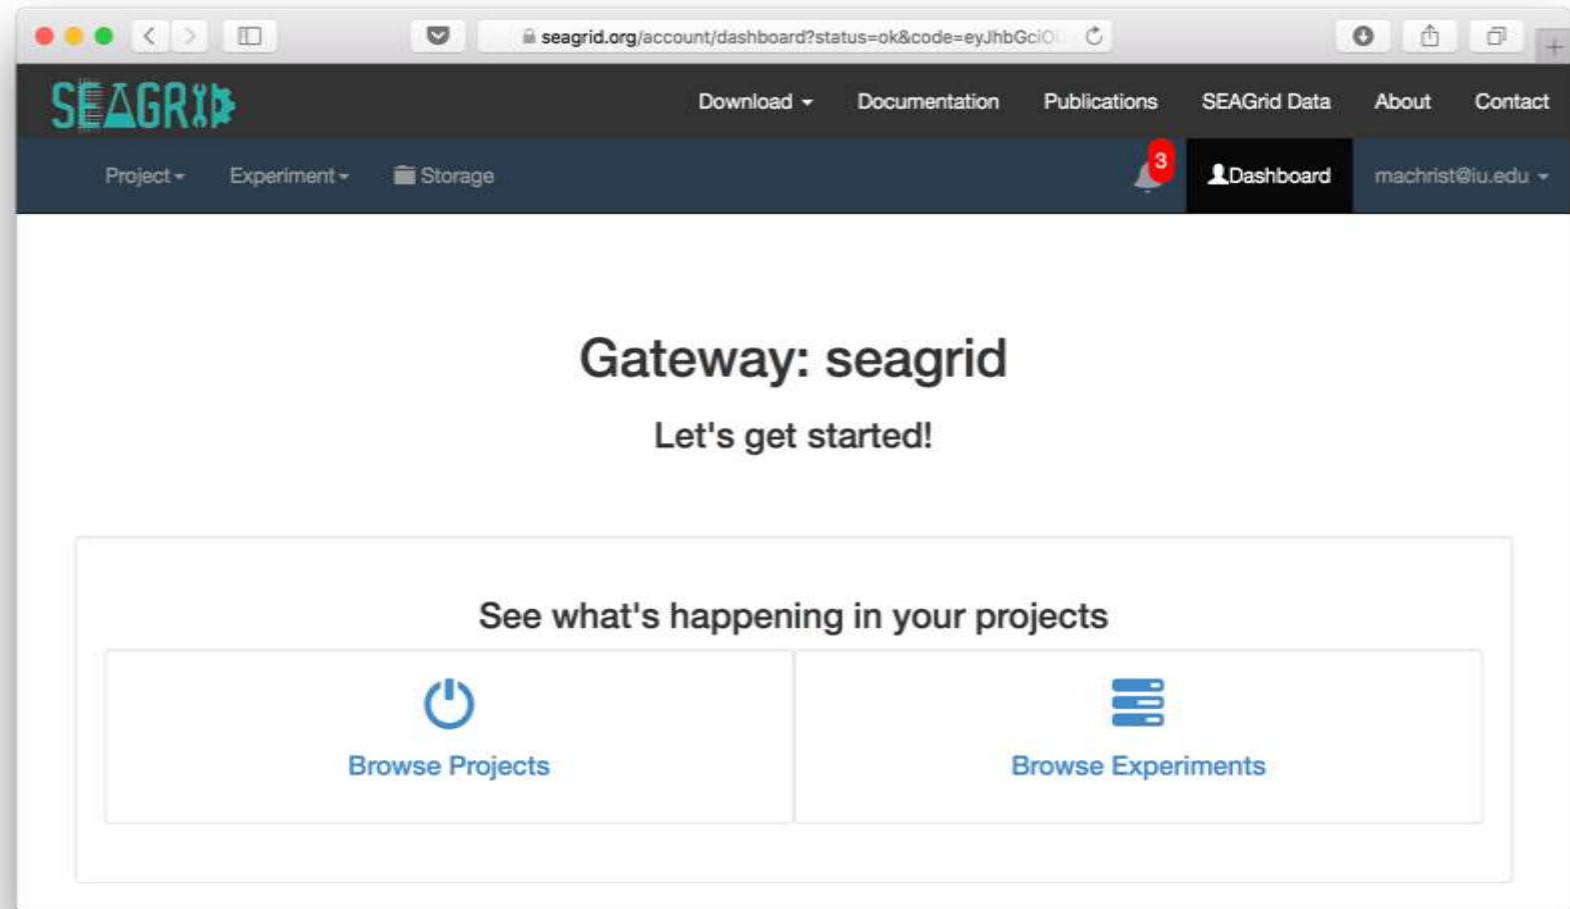 seagrid.org/account/dashboard?status=ok&code=eyJhbGciOi
SEAGRID
Download Documentation Publications SEAGrid Data About Contact
Project Experiment Storage 3 Dashboard machrist@iu.edu
Gateway: seagrid
Let's get started!
See what's happening in your projects
Browse Projects Browse Experiments